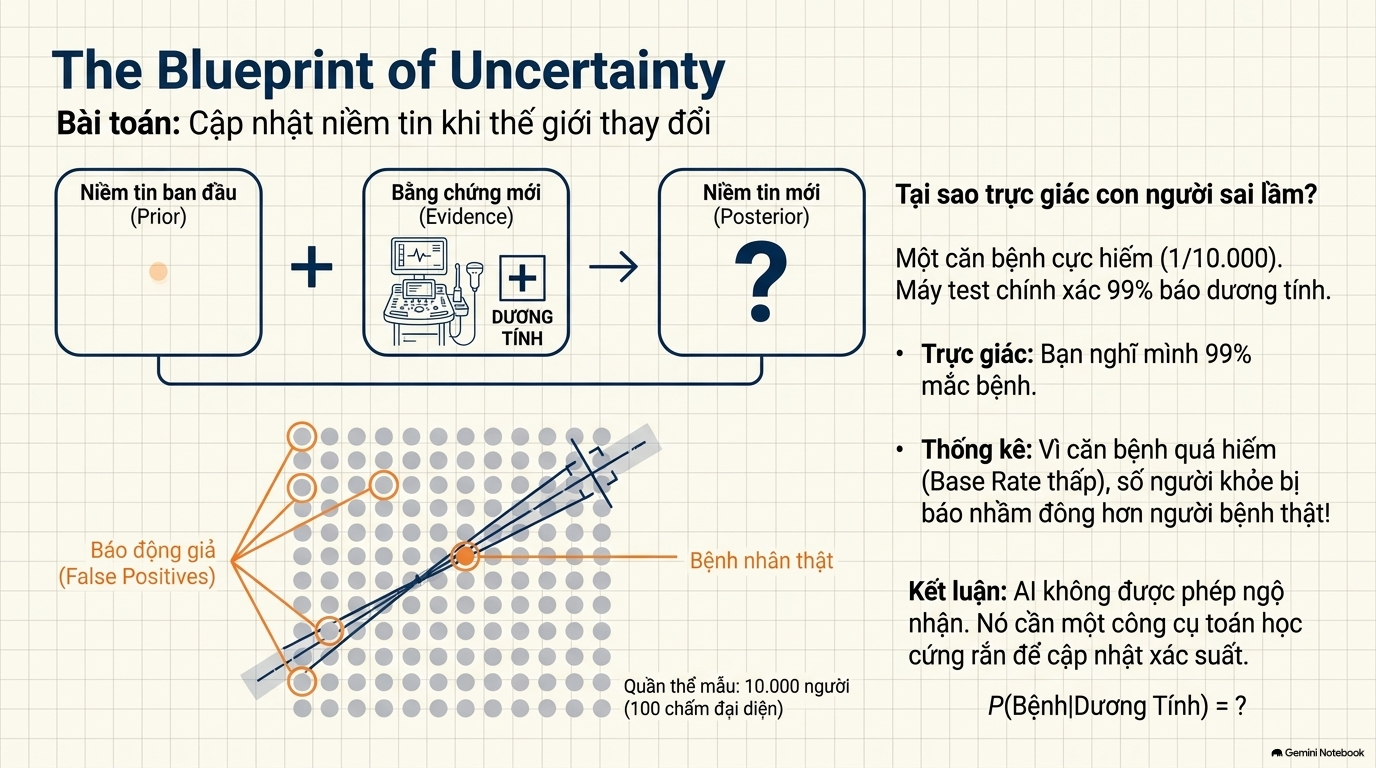 The Blueprint of Uncertainty
Bài toán: Cập nhật niềm tin khi thế giới thay đổi
Niềm tin ban đầu
(Prior)
Bằng chứng mới
(Evidence)
DƯƠNG
TÍNH
Niềm tin mới
(Posterior)
?
Tại sao trực giác con người sai lầm?
Một căn bệnh cực hiếm (1/10.000).
Máy test chính xác 99% báo dương tính.
• Trực giác: Bạn nghĩ mình 99%
mắc bệnh.
• Thống kê: Vì căn bệnh quá hiếm
(Base Rate thấp), số người khỏe bị
báo nhầm đông hơn người bệnh thật!
Kết luận: AI không được phép ngộ
nhận. Nó cần một công cụ toán học
cứng rắn để cập nhật xác suất.
P(Bệnh|Dương Tính) = ?
Báo động giả
(False Positives)
Bệnh nhân thật
Quần thể mẫu: 10.000 người
(100 chấm đại diện)
Gemini Notebook